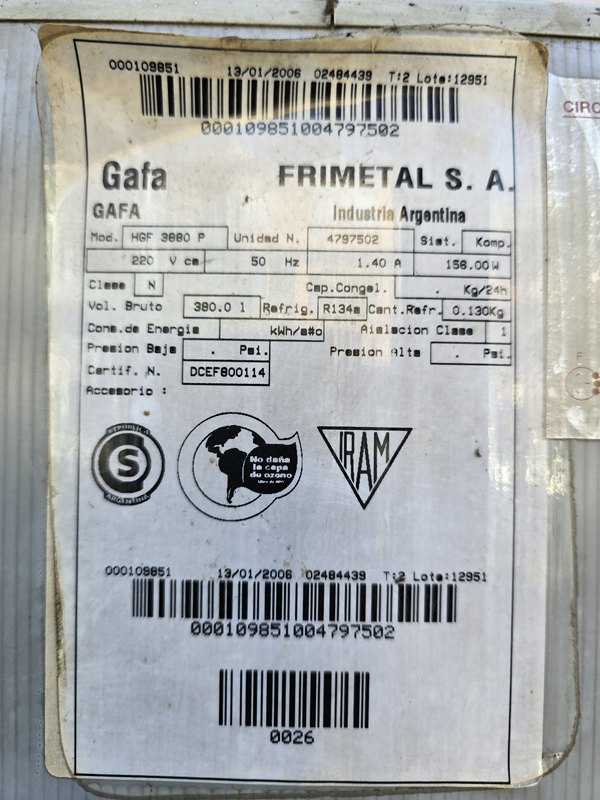 000109851 13/01/2006 02484439 T:2 Lote:12951
000109851004797502
Gafa FRIMETAL S. A.
GAFA Industria Argentina
Mod. HGF 3880 P Unidad N. 4797502 Sist. Komp.
220 V ca 50 Hz 1.40 A 156.00 W
Clase N Cap.Congel. . Kg/24h
Vol. Bruto 380.0 l Refrig. R134a Cant.Refr. 0.130Kg
Cons.de Energia kWh/a#o Aislacion Clase 1
Presion Baja . Psi. Presion Alta . Psi.
Certif. N. DCEF800114
Accesorio :
REPUBLICA
S
ARGENTINA
No daña
la capa
de ozono
IRAM
000109851 13/01/2006 02484439 T:2 Lote:12951
000109851004797502
0026
CIRC
F